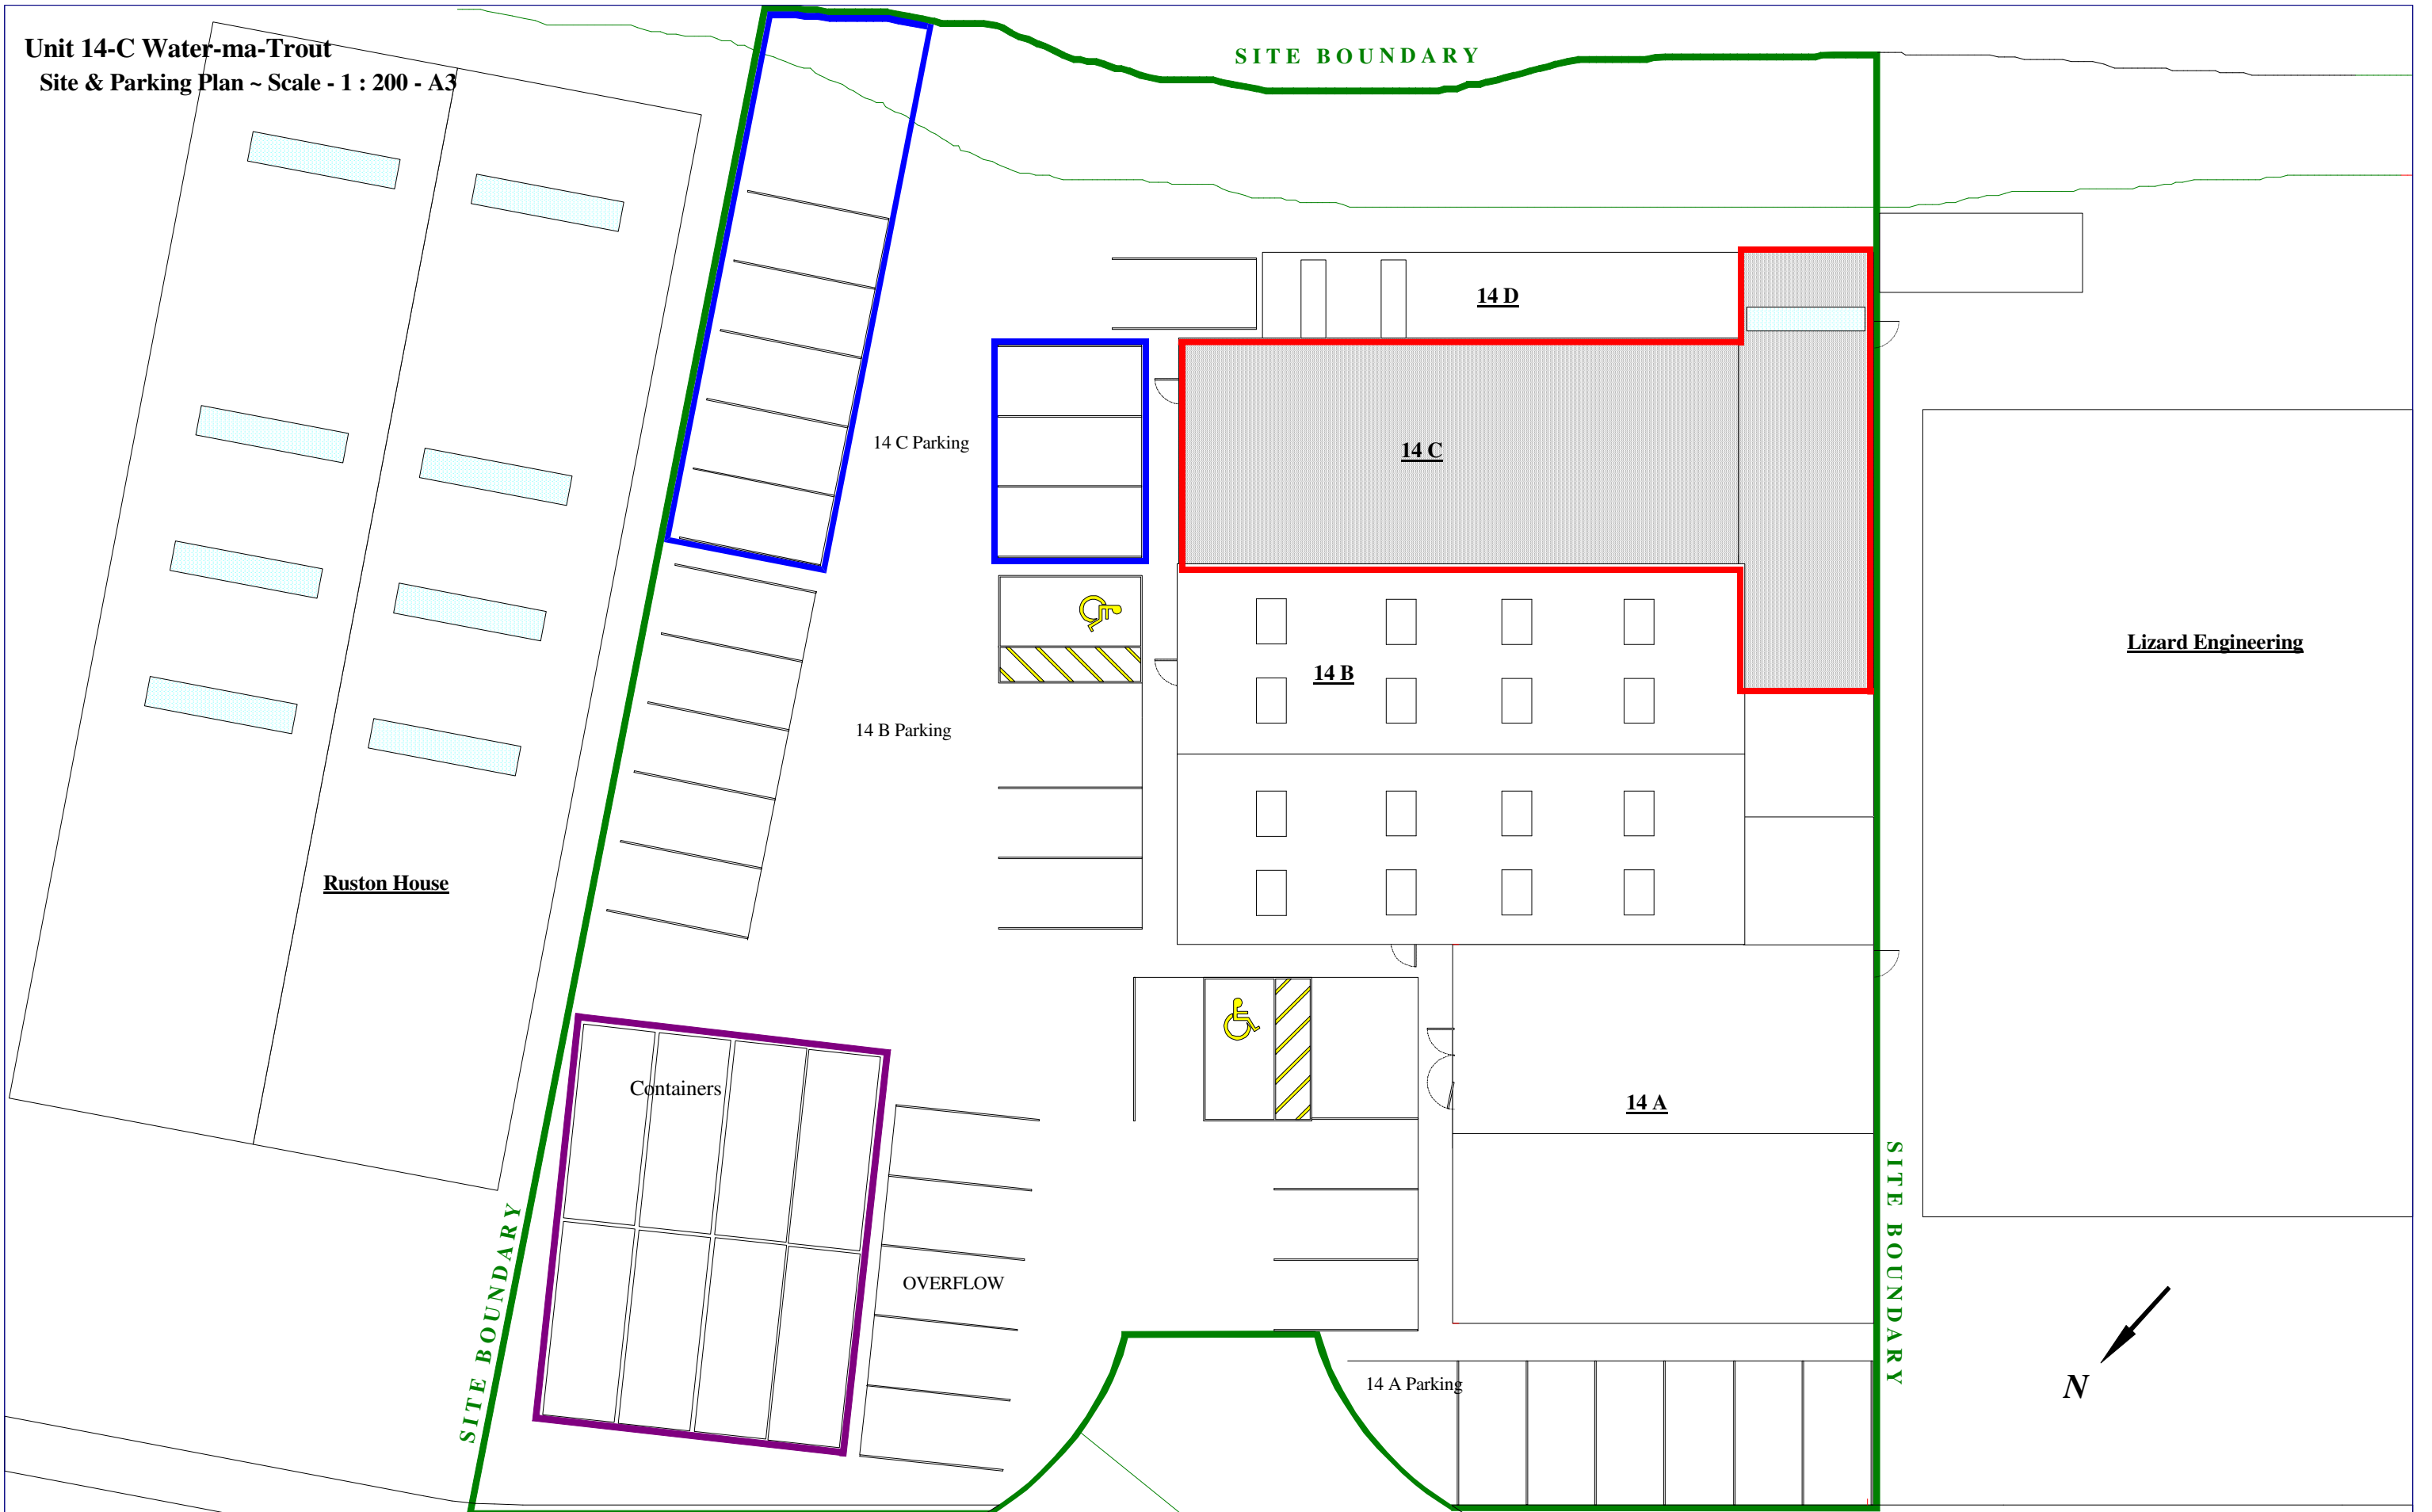 Unit 14-C Water-ma-Trout
Site & Parking Plan ~ Scale - 1 : 200 - A3
SITE BOUNDARY
14 D
14 C Parking
14 C
Lizard Engineering
14 B
14 B Parking
Ruston House
Containers
14 A
SITE BOUNDARY
SITE BOUNDARY
OVERFLOW
14 A Parking
N